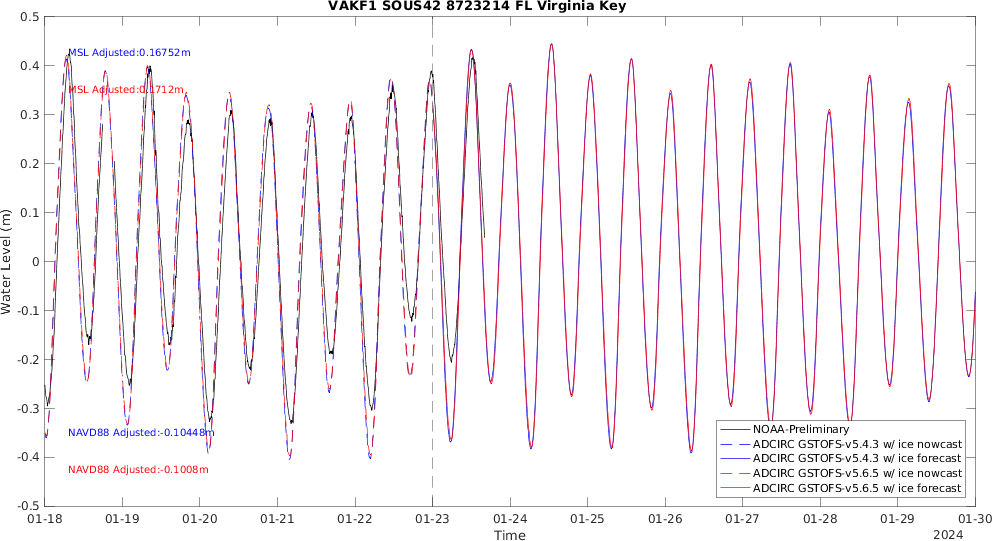 VAKF1 SOUS42 8723214 FL Virginia Key
0.5
0.4
0.3
0.2
0.1
0
-0.1
-0.2
-0.3
-0.4
-0.5
Water Level (m)
MSL Adjusted:0.16752m
MSL Adjusted:0.1712m
NAVD88 Adjusted:-0.10448m
NAVD88 Adjusted:-0.1008m
NOAA-Preliminary
ADCIRC GSTOFS-v5.4.3 w/ ice nowcast
ADCIRC GSTOFS-v5.4.3 w/ ice forecast
ADCIRC GSTOFS-v5.6.5 w/ ice nowcast
ADCIRC GSTOFS-v5.6.5 w/ ice forecast
01-18 01-19 01-20 01-21 01-22 01-23 01-24 01-25 01-26 01-27 01-28 01-29 01-30
Time
2024